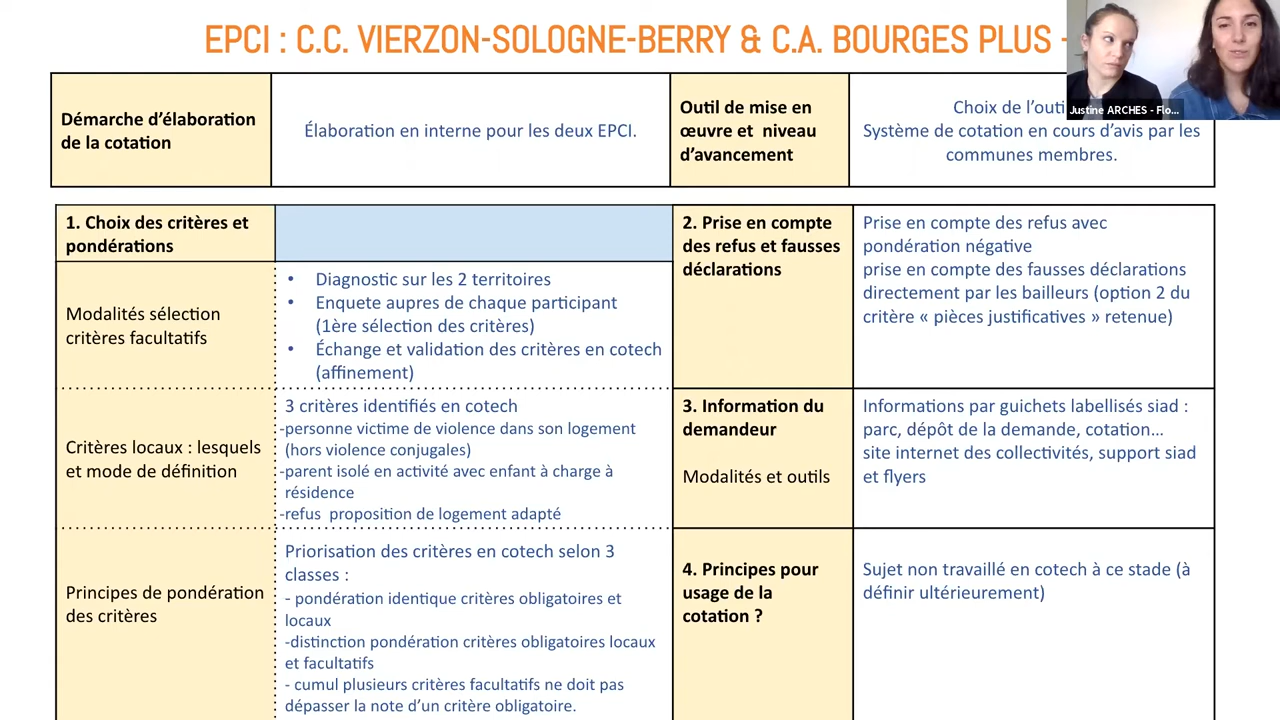 EPCI : C.C. VIERZON-SOLOGNE-BERRY & C.A. BOURGES PLUS -
Justine ARCHES - Flo...
Démarche d'élaboration
de la cotation
Élaboration en interne pour les deux EPCI.
Outil de mise en
œuvre et niveau
d'avancement
Choix de
Système de cotation en cours d'avis par les
communes membres.
1. Choix des critères et
pondérations
Modalités sélection
critères facultatifs
• Diagnostic sur les 2 territoires
• Enquete aupres de chaque participant
(1ère sélection des critères)
• Échange et validation des critères en cotech
(affinement)
Critères locaux : lesquels
et mode de définition
3 critères identifiés en cotech
-personne victime de violence dans son logement
(hors violence conjugales)
-parent isolé en activité avec enfant à charge à
résidence
-refus proposition de logement adapté
Principes de pondération
des critères
Priorisation des critères en cotech selon 3
classes :
- pondération identique critères obligatoires et
locaux
-distinction pondération critères obligatoires locaux
et facultatifs
- cumul plusieurs critères facultatifs ne doit pas
dépasser la note d'un critère obligatoire.
2. Prise en compte
des refus et fausses
déclarations
Prise en compte des refus avec
pondération négative
prise en compte des fausses déclarations
directement par les bailleurs (option 2 du
critère « pièces justificatives » retenue)
3. Information du
demandeur
Modalités et outils
Informations par guichets labellisés siad :
parc, dépôt de la demande, cotation...
site internet des collectivités, support siad
et flyers
4. Principes pour
usage de la
cotation ?
Sujet non travaillé en cotech à ce stade (à
définir ultérieurement)